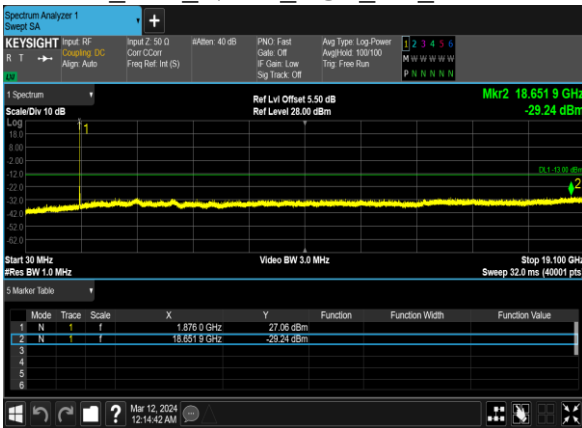 Spectrum Analyzer 1
Swept SA
KEYSIGHT
R T
LV
Input: RF
Coupling: DC
Align: Auto
Input Z: 50 Ω
Corr CCorr
Freq Ref: Int (S)
#Atten: 40 dB
PNO: Fast
Gate: Off
IF Gain: Low
Sig Track: Off
Avg Type: Log-Power
Avg|Hold: 100/100
Trig: Free Run
1 2 3 4 5 6
M W W W W W
P N N N N N
1 Spectrum
Scale/Div 10 dB
Ref Lvl Offset 5.50 dB
Ref Level 28.00 dBm
Mkr2 18.651 9 GHz
-29.24 dBm
Log
18.0
8.00
-2.00
-12.0
-22.0
-32.0
-42.0
-52.0
-62.0
1
DL1 -13.00 dBm
2
Start 30 MHz
#Res BW 1.0 MHz
Video BW 3.0 MHz
Stop 19.100 GHz
Sweep 32.0 ms (40001 pts)
5 Marker Table
Mode Trace Scale X Y Function Function Width Function Value
1 N 1 f 1.876 0 GHz 27.06 dBm
2 N 1 f 18.651 9 GHz -29.24 dBm
3
4
5
6
?
Mar 12, 2024
12:14:42 AM